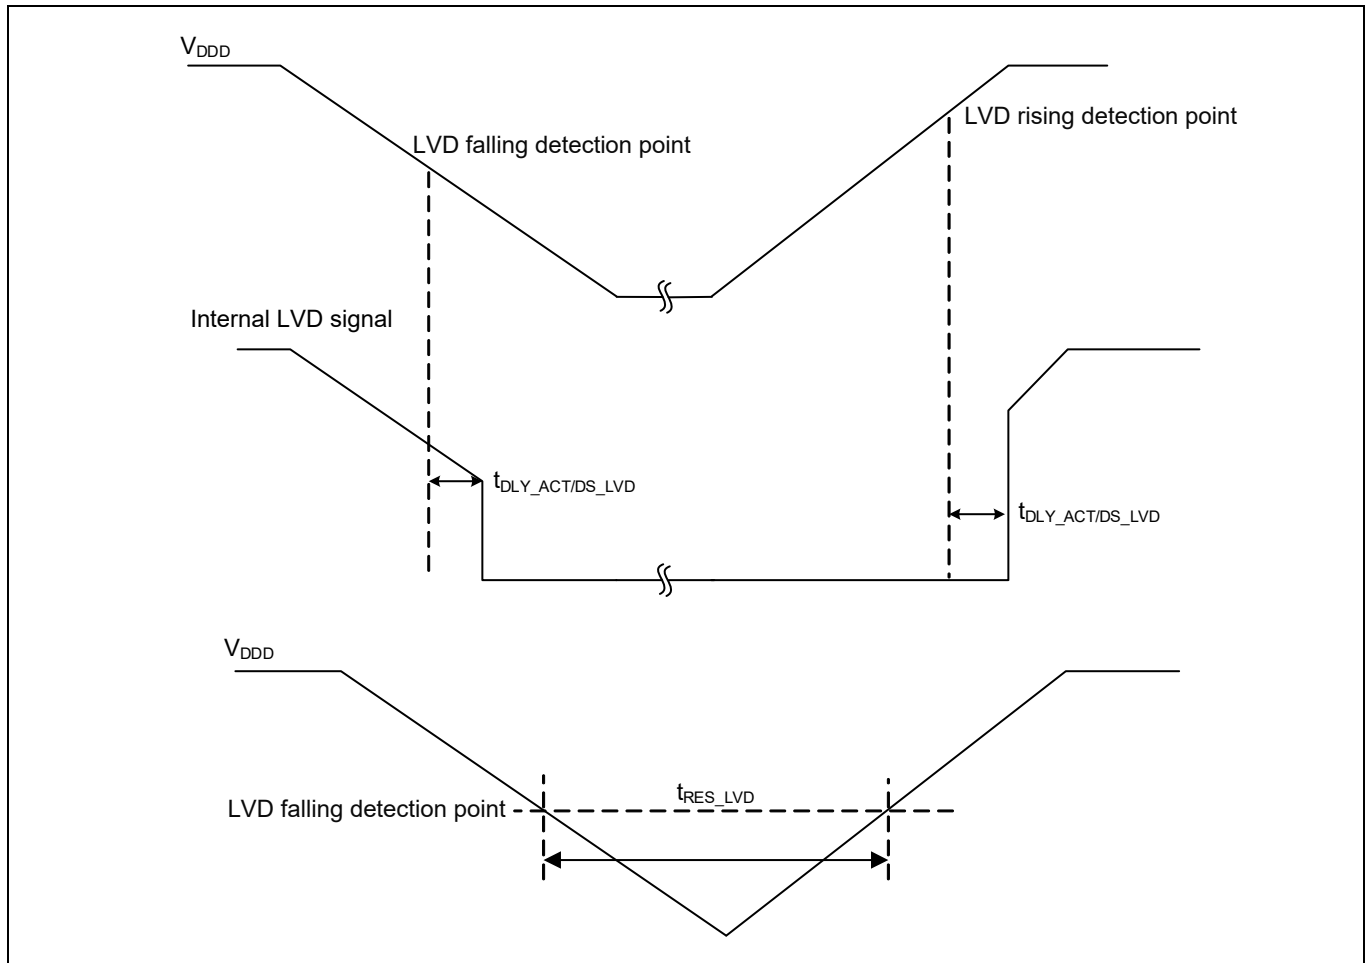 VDDD
LVD rising detection point
LVD falling detection point
Internal LVD signal
tDLY_ACT/DS_LVD
tDLY_ACT/DS_LVD
VDDD
tRES_LVD
LVD falling detection point